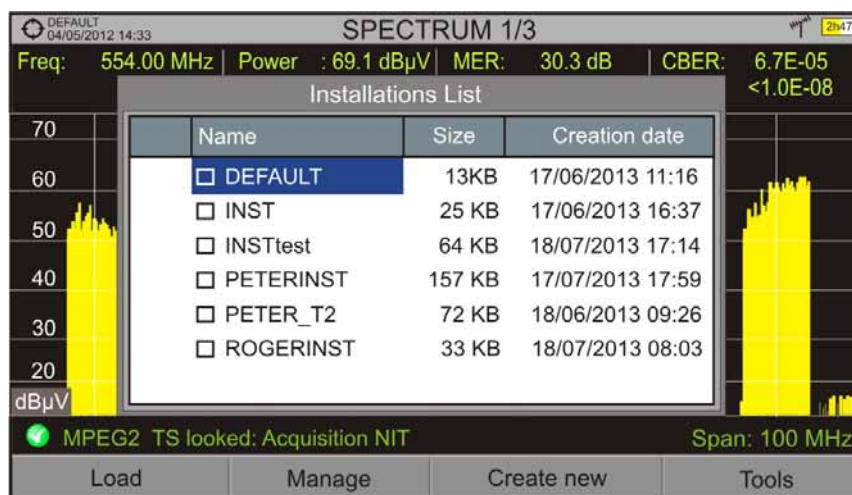 DEFAULT
04/05/2012 14:33
SPECTRUM 1/3
2h47
Freq: 554.00 MHz | Power : 69.1 dBµV | MER: 30.3 dB | CBER: 6.7E-05
<1.0E-08
Installations List
Name Size Creation date
DEFAULT 13KB 17/06/2013 11:16
INST 25 KB 17/06/2013 16:37
INSTtest 64 KB 18/07/2013 17:14
PETERINST 157 KB 17/07/2013 17:59
PETER_T2 72 KB 18/06/2013 09:26
ROGERINST 33 KB 18/07/2013 08:03
70
60
50
40
30
20
dBµV
MPEG2 TS looked: Acquisition NIT Span: 100 MHz
Load Manage Create new Tools